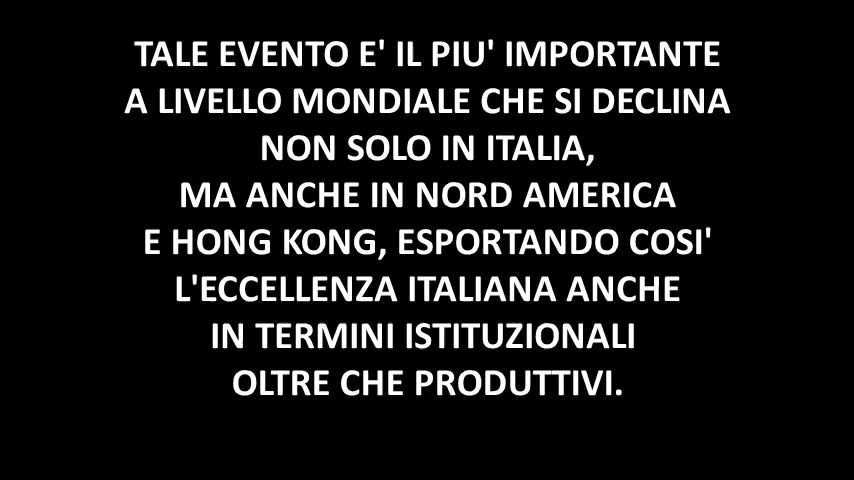 TALE EVENTO E' IL PIU' IMPORTANTE
A LIVELLO MONDIALE CHE SI DECLINA
NON SOLO IN ITALIA,
MA ANCHE IN NORD AMERICA
E HONG KONG, ESPORTANDO COSI'
L'ECCELLENZA ITALIANA ANCHE
IN TERMINI ISTITUZIONALI
OLTRE CHE PRODUTTIVI.